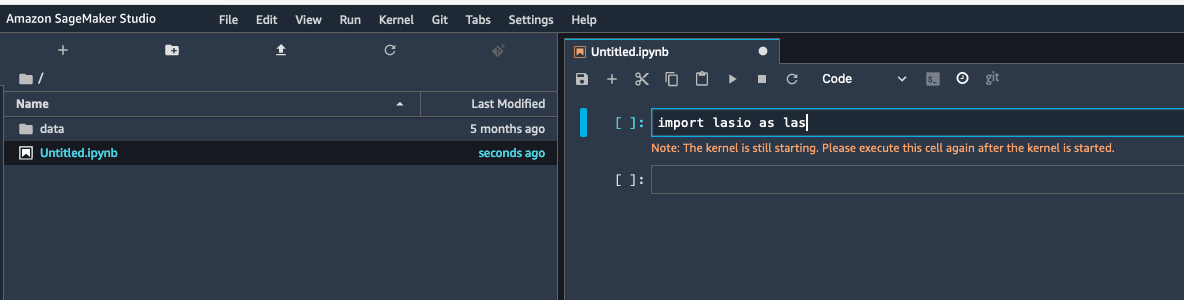 Amazon SageMaker Studio File Edit View Run Kernel Git Tabs Settings Help
/
Name Last Modified
data 5 months ago
Untitled.ipynb seconds ago
Untitled.ipynb
Code git
[ ]: import lasio as las
Note: The kernel is still starting. Please execute this cell again after the kernel is started.
[ ]: